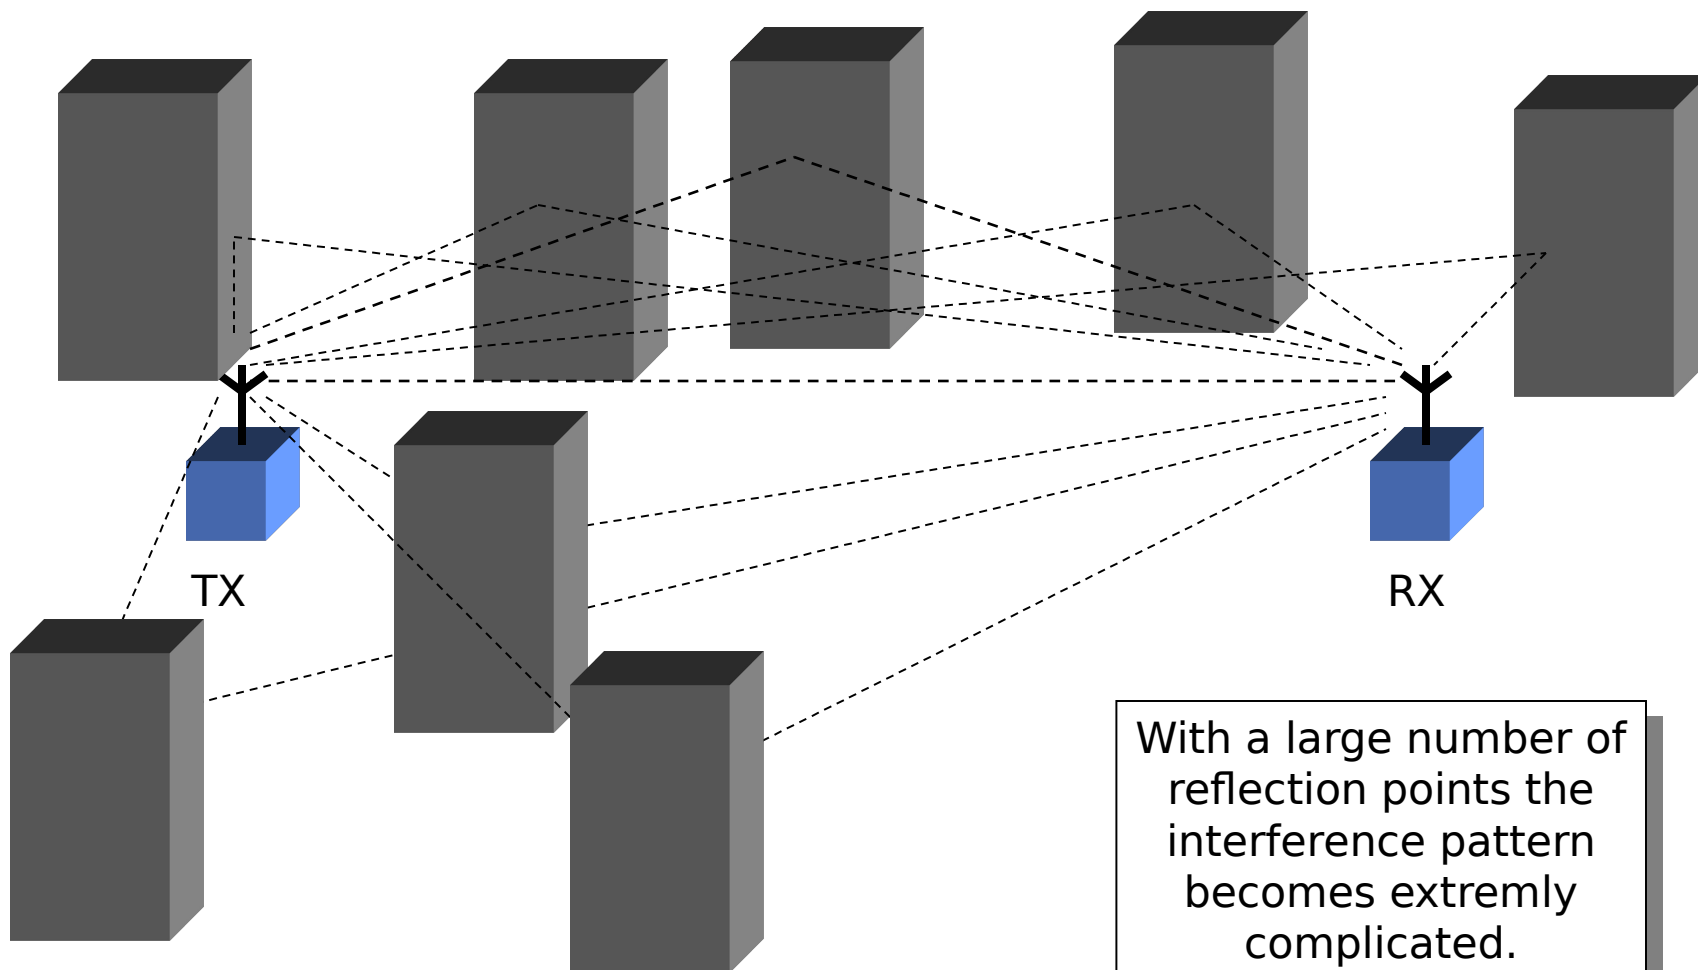 TX
RX
With a large number of
reflection points the
interference pattern
becomes extremly
complicated.